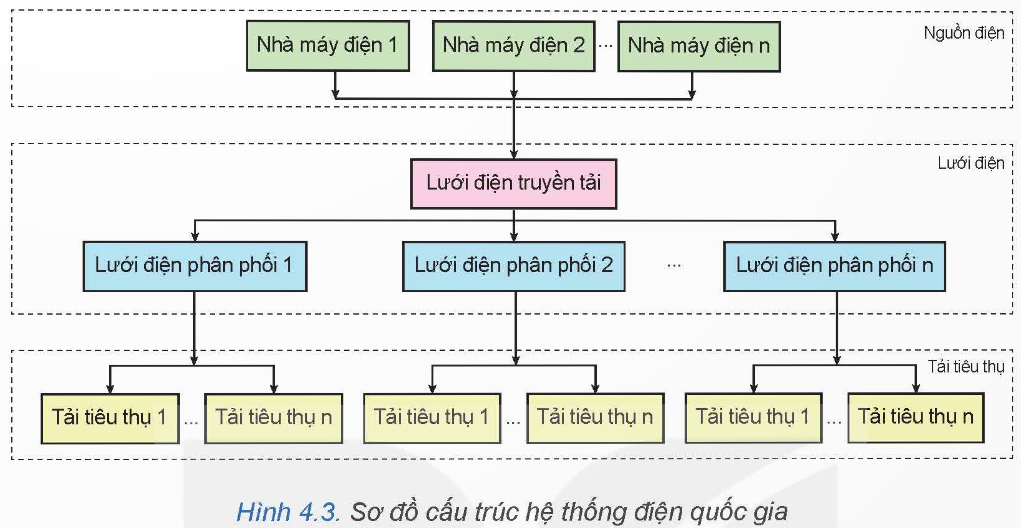 Nguồn điện
Nhà máy điện 1 Nhà máy điện 2 ... Nhà máy điện n
Lưới điện
Lưới điện truyền tải
Lưới điện phân phối 1 Lưới điện phân phối 2 ... Lưới điện phân phối n
Tải tiêu thụ
Tải tiêu thụ 1 ... Tải tiêu thụ n Tải tiêu thụ 1 ... Tải tiêu thụ n Tải tiêu thụ 1 ... Tải tiêu thụ n
Hình 4.3. Sơ đồ cấu trúc hệ thống điện quốc gia